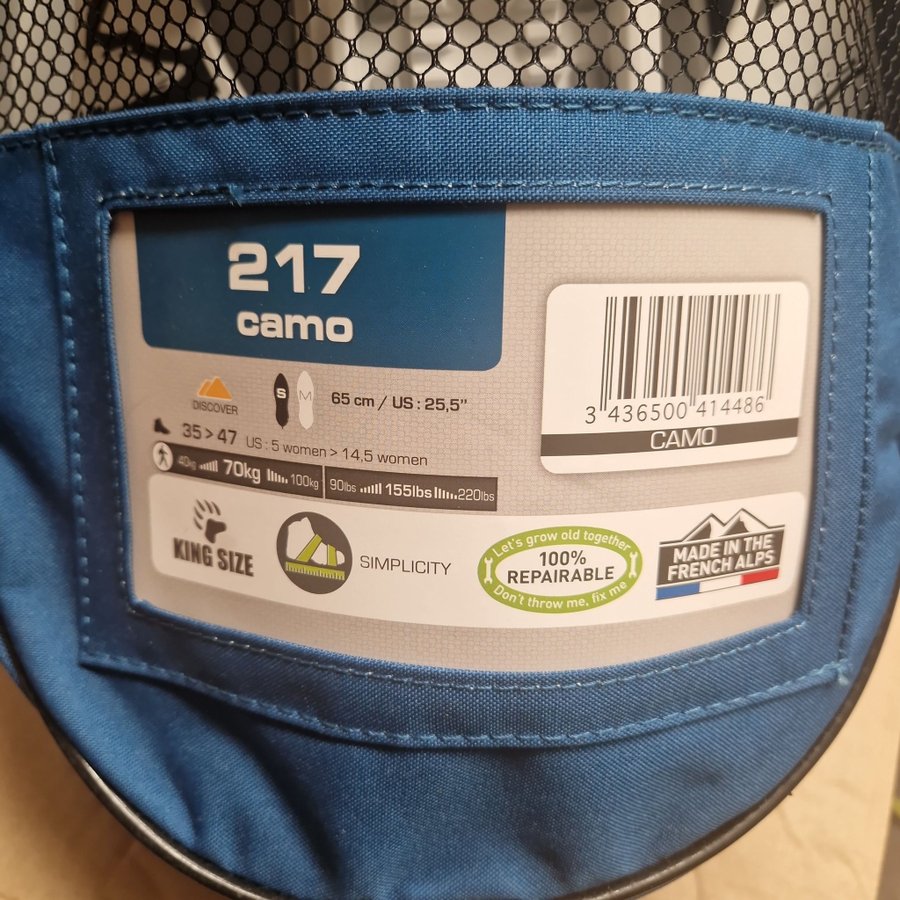 217
camo
DISCOVER
S M
65 cm / US : 25,5"
35 > 47 US : 5 women > 14,5 women
40kg 70kg 100kg 90lbs 155lbs 220lbs
3 436500 414486
CAMO
KING SIZE
SIMPLICITY
Let's grow old together
100%
REPAIRABLE
Don't throw me, fix me
MADE IN THE
FRENCH ALPS